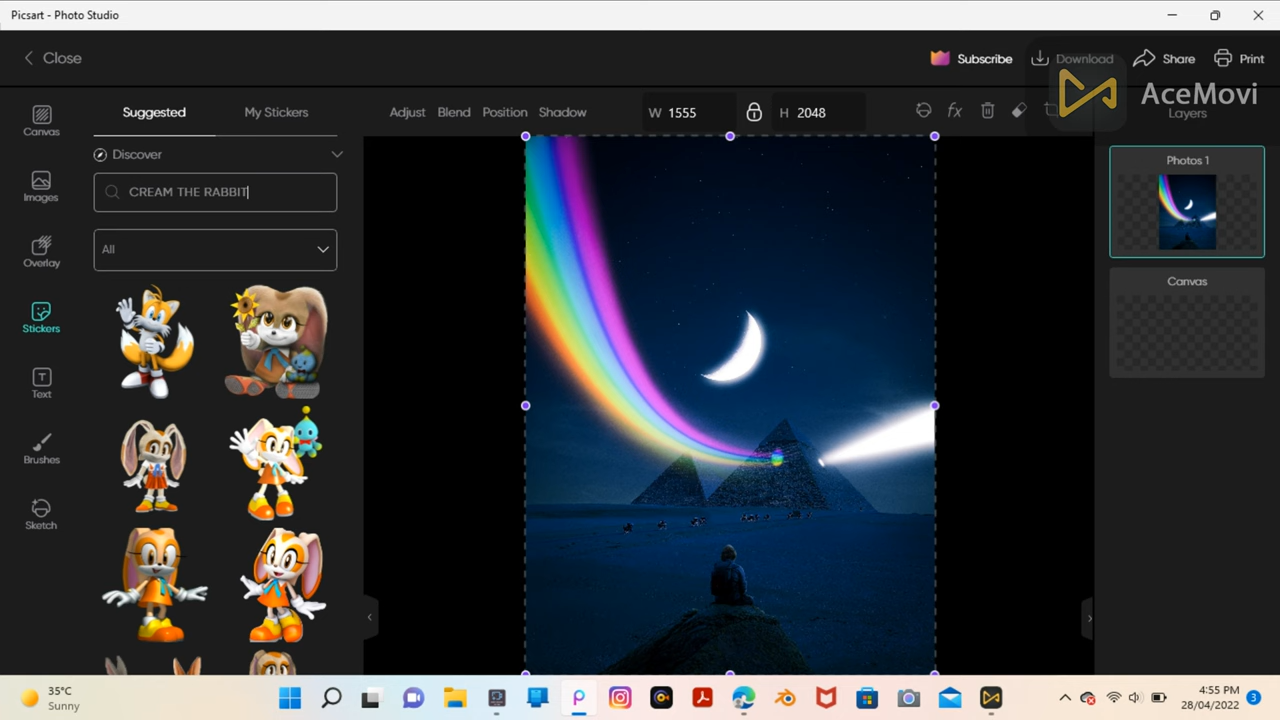 Picsart - Photo Studio
Close
Subscribe
Download
Share
Print
AceMovi
Canvas
Images
Overlay
Stickers
Text
Brushes
Sketch
Suggested
My Stickers
Discover
CREAM THE RABBIT
All
Adjust
Blend
Position
Shadow
W 1555
H 2048
fx
Layers
Photos 1
Canvas
35°C
Sunny
4:55 PM
28/04/2022
3